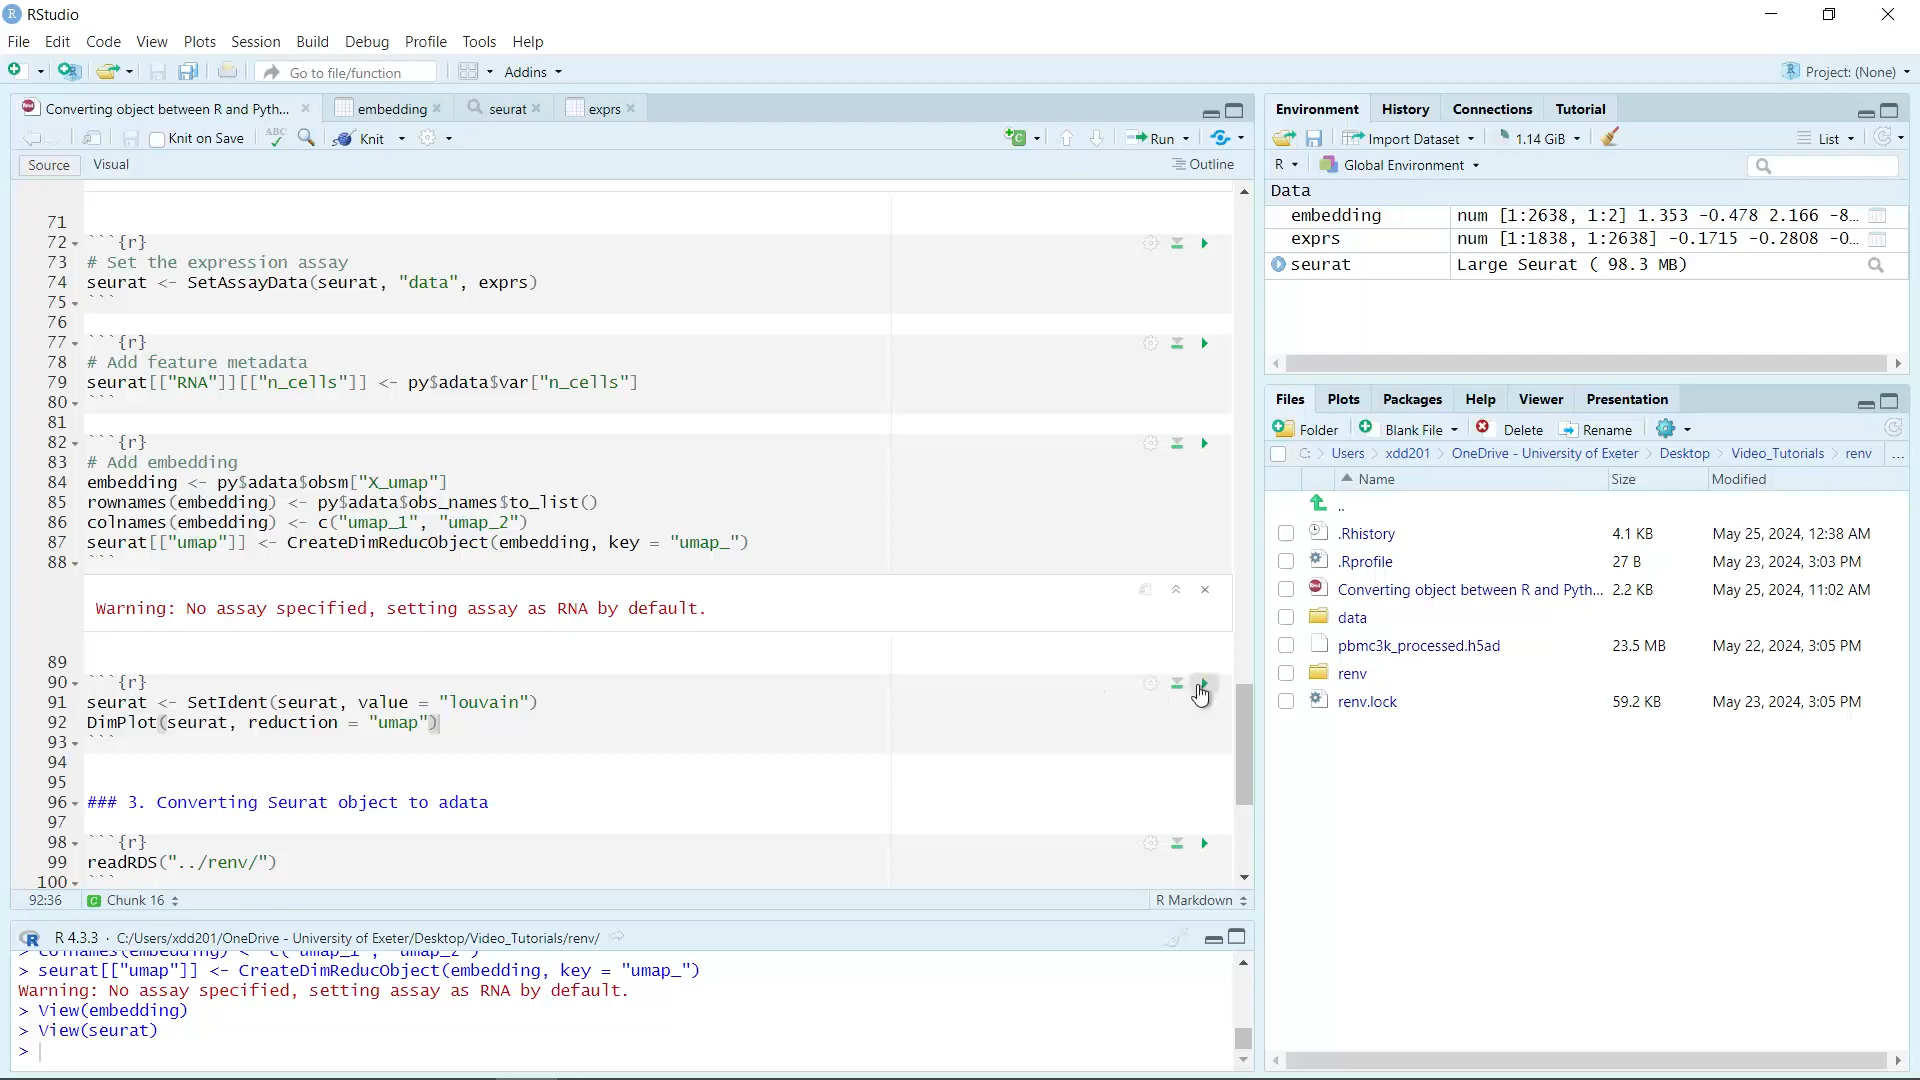 RStudio
File Edit Code View Plots Session Build Debug Profile Tools Help
Go to file/function Addins Project: (None)
Converting object between R and Pyth... embedding seurat exprs
Knit on Save ABC Knit Run
Source Visual Outline
71
72 ```{r}
73 # Set the expression assay
74 seurat <- SetAssayData(seurat, "data", exprs)
75 ```
76
77 ```{r}
78 # Add feature metadata
79 seurat[["RNA"]][["n_cells"]] <- py$adata$var["n_cells"]
80 ```
81
82 ```{r}
83 # Add embedding
84 embedding <- py$adata$obsm["X_umap"]
85 rownames(embedding) <- py$adata$obs_names$to_list()
86 colnames(embedding) <- c("umap_1", "umap_2")
87 seurat[["umap"]] <- CreateDimReducObject(embedding, key = "umap_")
88 ```
Warning: No assay specified, setting assay as RNA by default.
89
90 ```{r}
91 seurat <- SetIdent(seurat, value = "louvain")
92 DimPlot(seurat, reduction = "umap")
93 ```
94
95
96 ### 3. Converting Seurat object to adata
97
98 ```{r}
99 readRDS("../renv/")
100 ```
92:36 Chunk 16 R Markdown
R 4.3.3 · C:/Users/xdd201/OneDrive - University of Exeter/Desktop/Video_Tutorials/renv/
> colnames(embedding) <- c("umap_1", "umap_2")
> seurat[["umap"]] <- CreateDimReducObject(embedding, key = "umap_")
Warning: No assay specified, setting assay as RNA by default.
> View(embedding)
> View(seurat)
>
Environment History Connections Tutorial
Import Dataset 1.14 GiB List
R Global Environment
Data
embedding num [1:2638, 1:2] 1.353 -0.478 2.166 -8...
exprs num [1:1838, 1:2638] -0.1715 -0.2808 -0...
seurat Large Seurat ( 98.3 MB)
Files Plots Packages Help Viewer Presentation
Folder Blank File Delete Rename
C: Users xdd201 OneDrive - University of Exeter Desktop Video_Tutorials renv ...
Name Size Modified
..
.Rhistory 4.1 KB May 25, 2024, 12:38 AM
.Rprofile 27 B May 23, 2024, 3:03 PM
Converting object between R and Pyth... 2.2 KB May 25, 2024, 11:02 AM
data
pbmc3k_processed.h5ad 23.5 MB May 22, 2024, 3:05 PM
renv
renv.lock 59.2 KB May 23, 2024, 3:05 PM